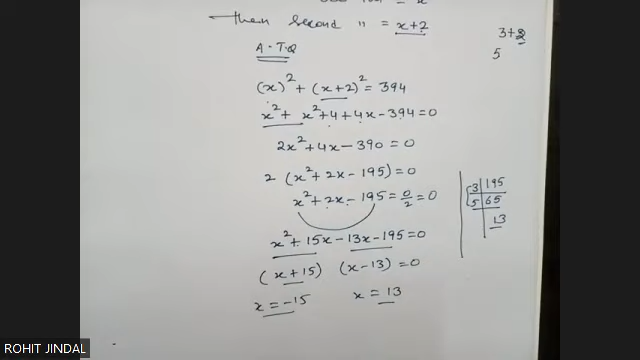 then second " = x+2
3+2
5
A.T.Q
(x)² + (x+2)² = 394
x² + x² + 4 + 4x - 394 = 0
2x² + 4x - 390 = 0
2 (x² + 2x - 195) = 0
x² + 2x - 195 = 0/2 = 0
3 | 195
5 | 65
13
x² + 15x - 13x - 195 = 0
(x+15) (x-13) = 0
x = -15 x = 13
ROHIT JINDAL